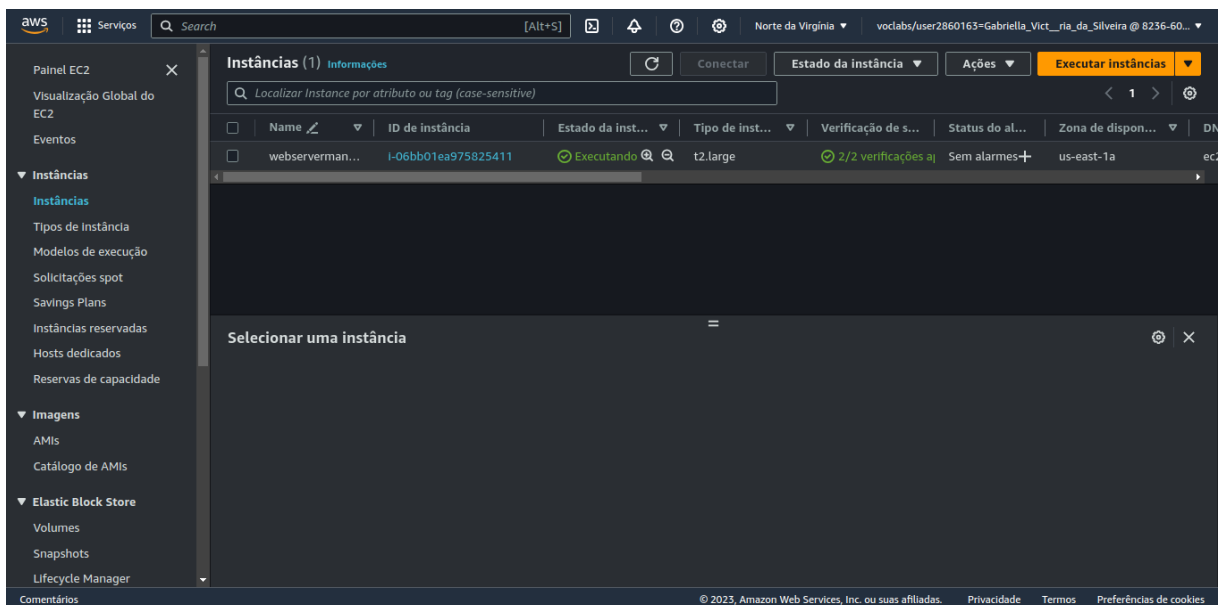 aws Serviços Search [Alt+S] Norte da Virgínia voclabs/user2860163=Gabriella_Vict__ria_da_Silveira @ 8236-60...
Painel EC2
Visualização Global do
EC2
Eventos
Instâncias
Instâncias
Tipos de Instância
Modelos de execução
Solicitações spot
Savings Plans
Instâncias reservadas
Hosts dedicados
Reservas de capacidade
Imagens
AMIs
Catálogo de AMIs
Elastic Block Store
Volumes
Snapshots
Lifecycle Manager
Instâncias (1) Informações Conectar Estado da instância Ações Executar instâncias
Localizar Instance por atributo ou tag (case-sensitive) 1
Name ID de instância Estado da inst... Tipo de inst... Verificação de s... Status do al... Zona de dispon... DN
webserverman... i-06bb01ea975825411 Executando t2.large 2/2 verificações a Sem alarmes us-east-1a ec2
Selecionar uma instância
Comentários © 2023, Amazon Web Services, Inc. ou suas afiliadas. Privacidade Termos Preferências de cookies